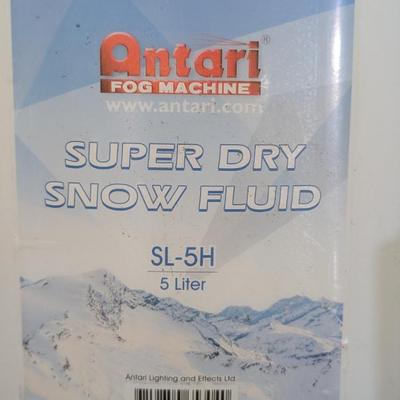 Antari®
FOG MACHINE
www.antari.com
SUPER DRY
SNOW FLUID
SL-5H
5 Liter
Antari Lighting and Effects Ltd.